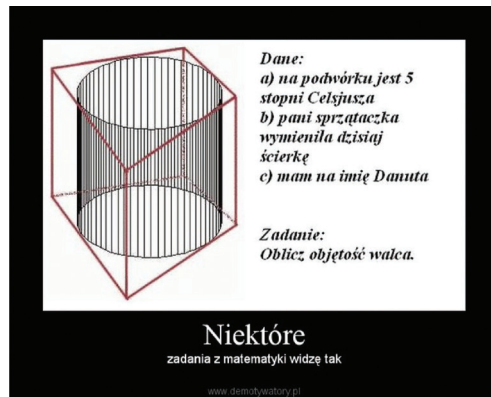 Dane:
a) na podwórku jest 5
stopni Celsjusza
b) pani sprzątaczka
wymieniła dzisiaj
ścierkę
c) mam na imię Danuta
Zadanie:
Oblicz objętość walca.
Niektóre
zadania z matematyki widzę tak
www.demotywatory.pl